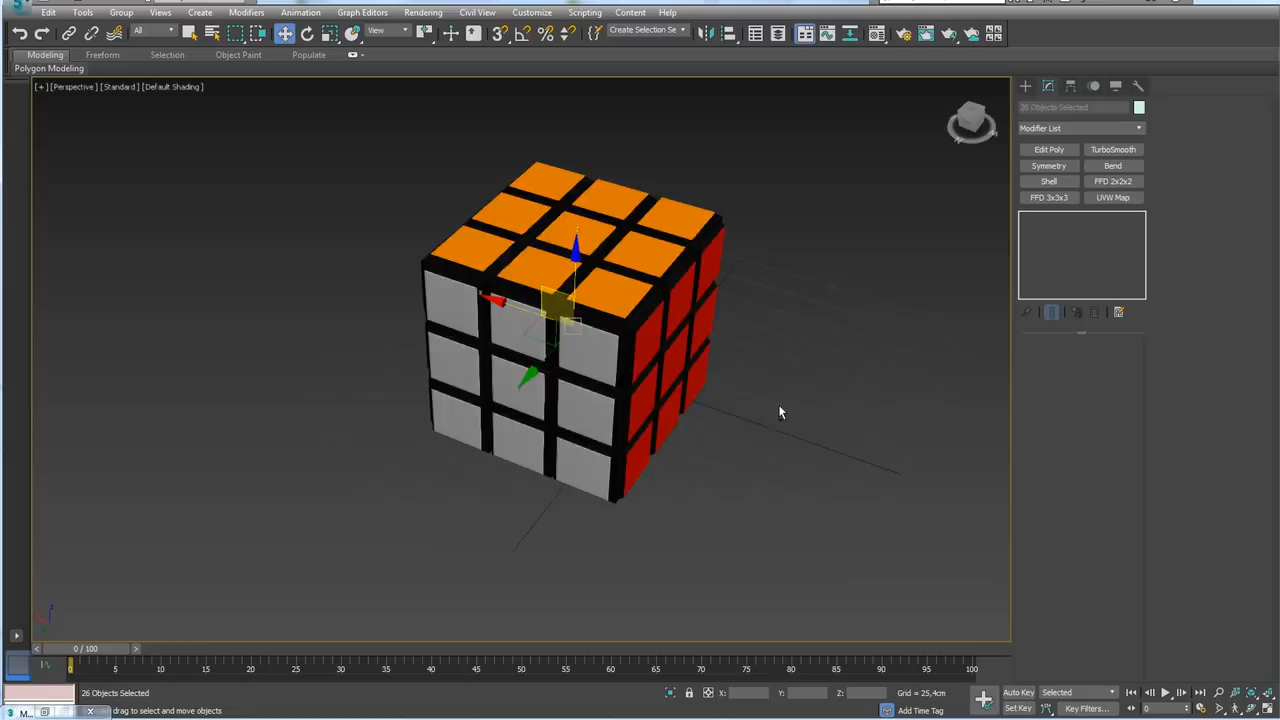 Edit Tools Group Views Create Modifiers Animation Graph Editors Rendering Civil View Customize Scripting Content Help
All View Create Selection Se
Modeling Freeform Selection Object Paint Populate
Polygon Modeling
[+] [Perspective] [Standard] [Default Shading]
26 Objects Selected
Modifier List
Edit Poly TurboSmooth
Symmetry Bend
Shell FFD 2x2x2
FFD 3x3x3 UVW Map
< 0 / 100 >
0 5 10 15 20 25 30 35 40 45 50 55 60 65 70 75 80 85 90 95 100
26 Objects Selected X: Y: Z: Grid = 25,4cm Auto Key Selected
drag to select and move objects Add Time Tag Set Key Key Filters... 0
3 M...